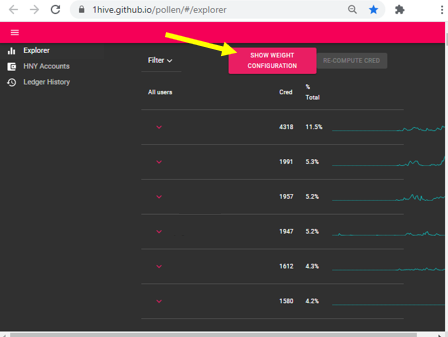 1hive.github.io/pollen/#/explorer
Explorer
HNY Accounts
Ledger History
Filter
SHOW WEIGHT
CONFIGURATION
RE-COMPUTE CRED
All users
Cred
%
Total
4318 11.5%
1991 5.3%
1957 5.2%
1947 5.2%
1612 4.3%
1580 4.2%